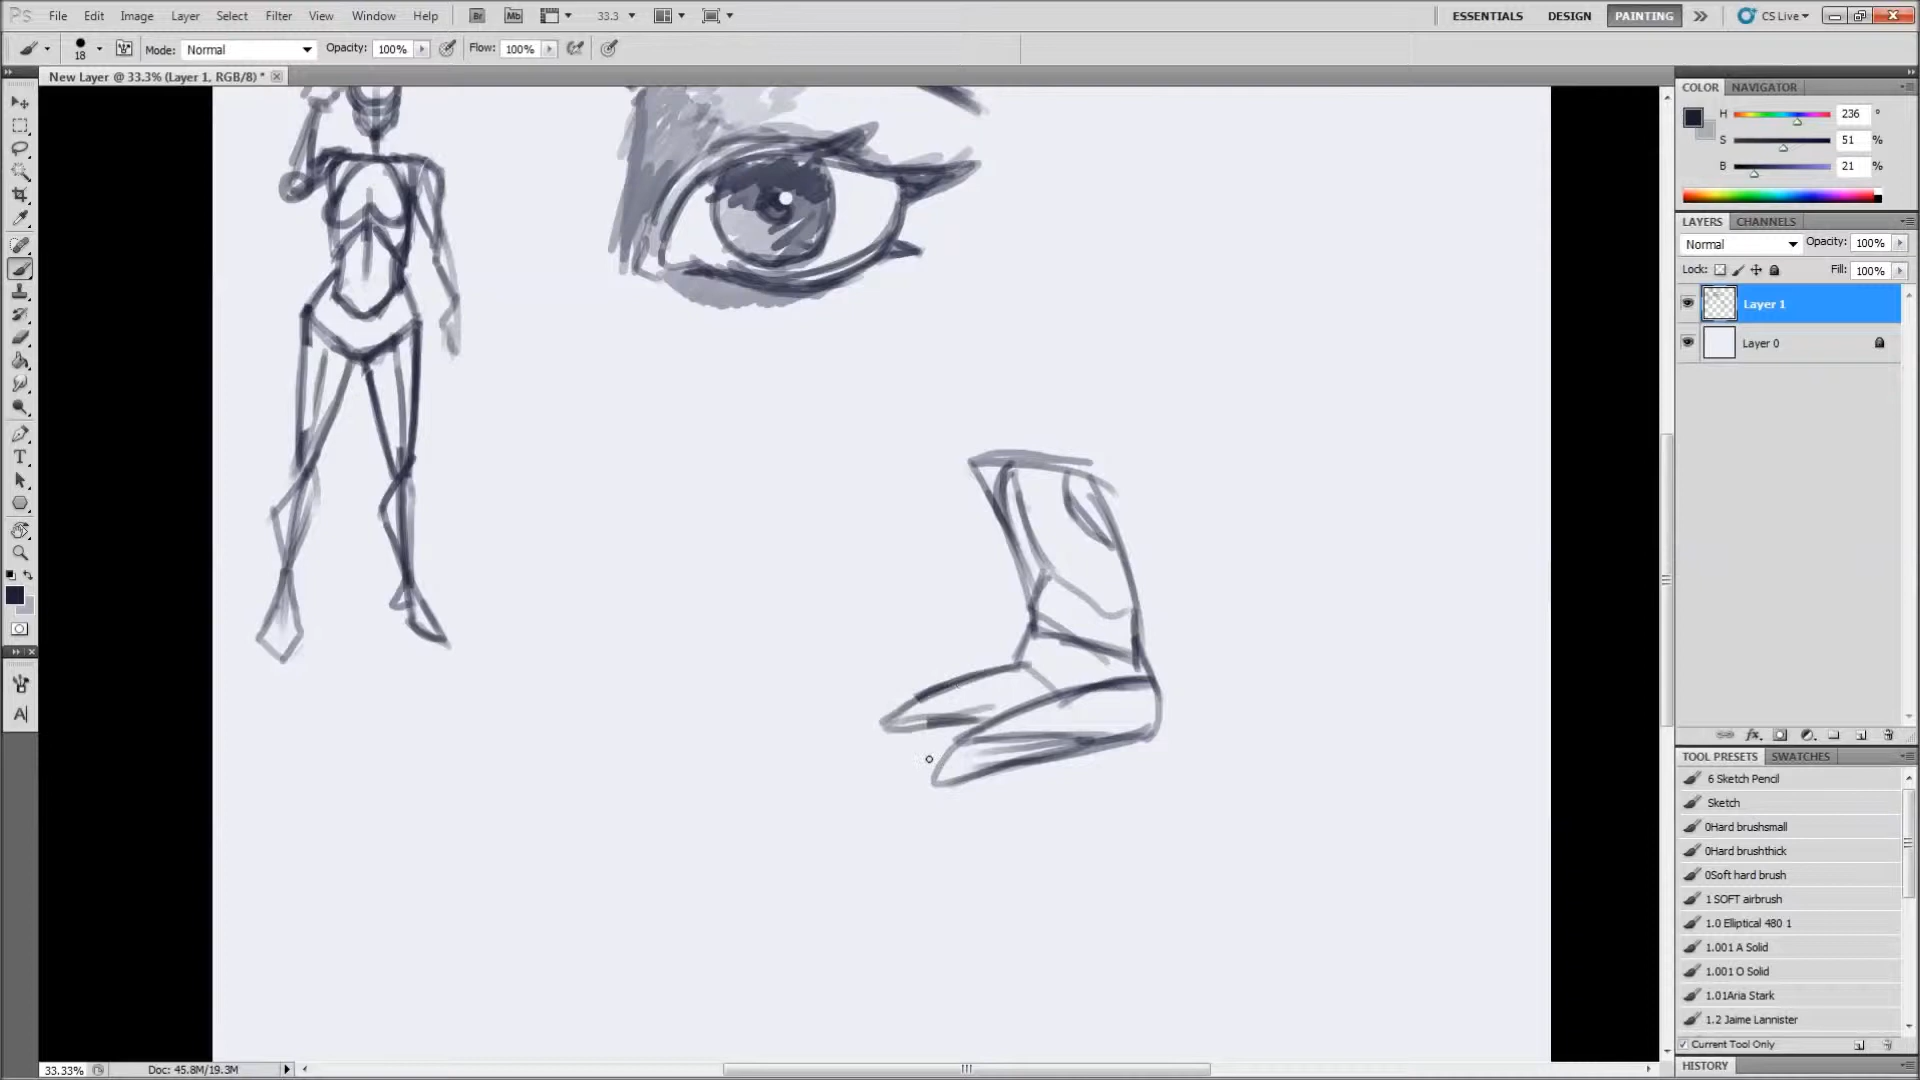 Ps File Edit Image Layer Select Filter View Window Help Br Mb 33.3 ESSENTIALS DESIGN PAINTING CS Live
18 Mode: Normal Opacity: 100% Flow: 100%
New Layer @ 33.3% (Layer 1, RGB/8) *
COLOR NAVIGATOR
H 236 °
S 51 %
B 21 %
LAYERS CHANNELS
Normal Opacity: 100%
Lock: Fill: 100%
Layer 1
Layer 0
TOOL PRESETS SWATCHES
6 Sketch Pencil
Sketch
0Hard brushsmall
0Hard brushthick
0Soft hard brush
1 SOFT airbrush
1.0 Elliptical 480 1
1.001 A Solid
1.001 O Solid
1.01Aria Stark
1.2 Jaime Lannister
Current Tool Only
HISTORY
33.33% Doc: 45.8M/19.3M